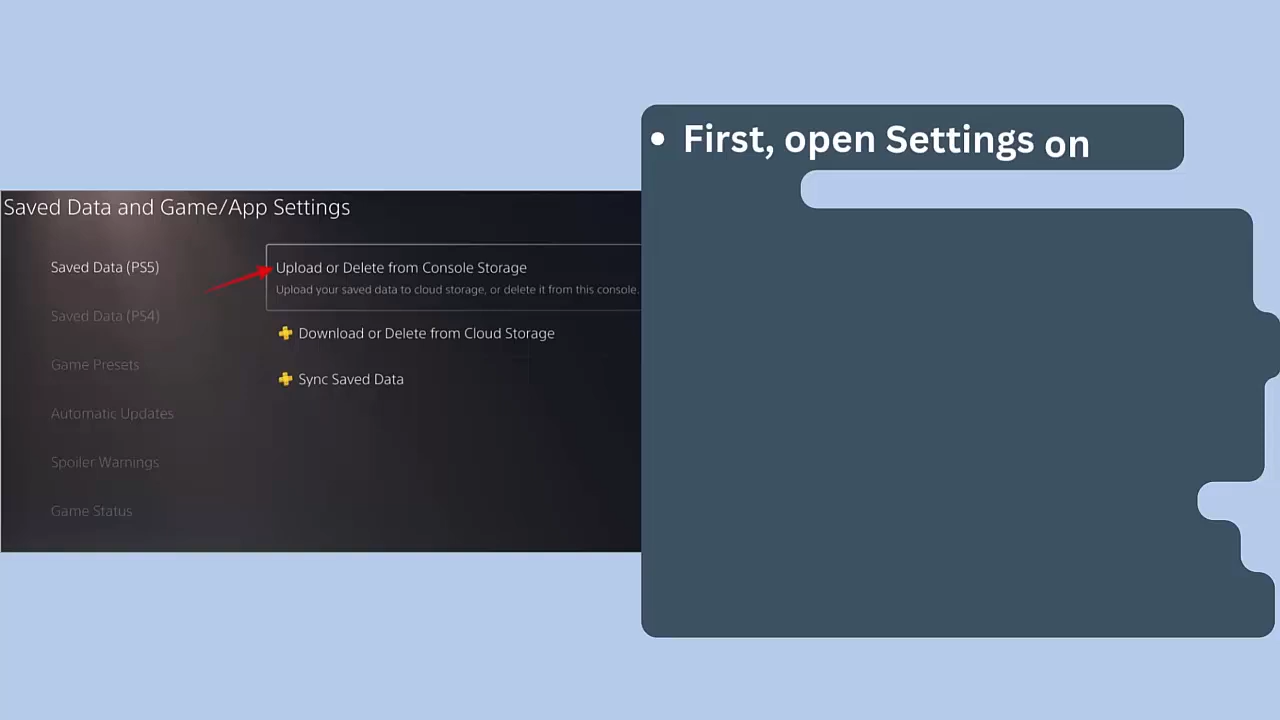 Saved Data and Game/App Settings
Saved Data (PS5)
Saved Data (PS4)
Game Presets
Automatic Updates
Spoiler Warnings
Game Status
Upload or Delete from Console Storage
Upload your saved data to cloud storage, or delete it from this console.
Download or Delete from Cloud Storage
Sync Saved Data
• First, open Settings on